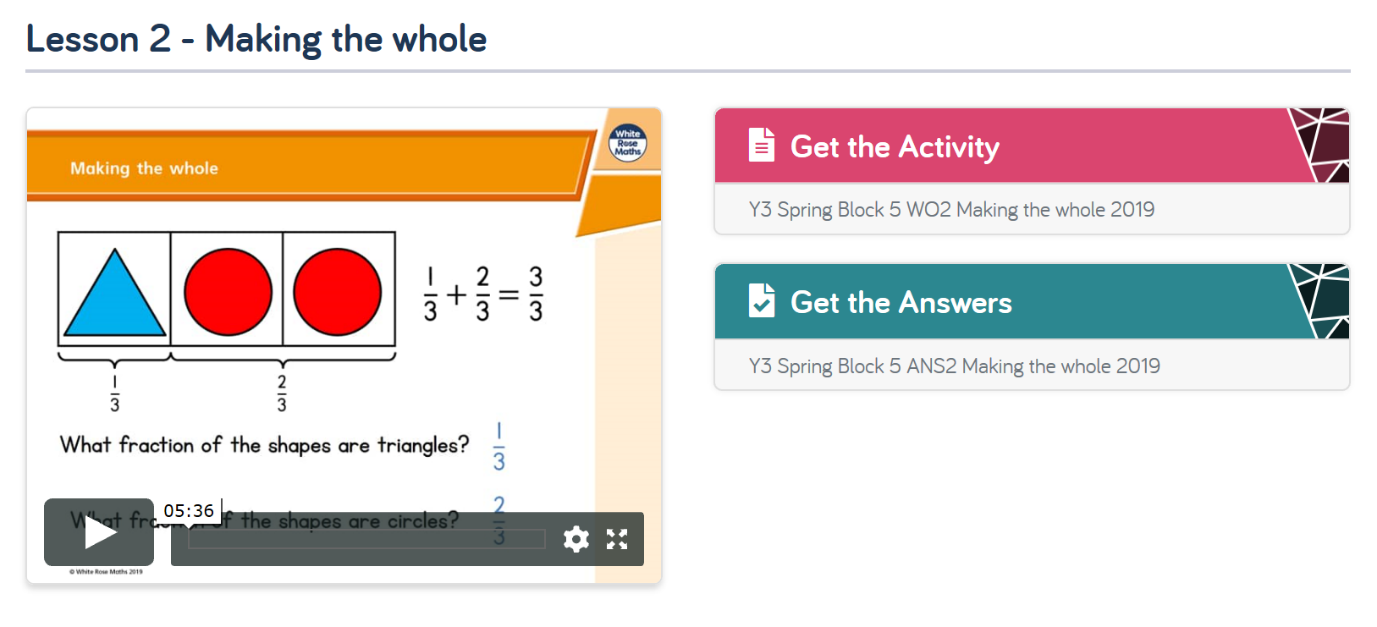 Lesson 2 - Making the whole
Making the whole
White
Rose
Maths
1/3 + 2/3 = 3/3
1/3 2/3
What fraction of the shapes are triangles? 1/3
What fraction of the shapes are circles? 2/3
05:36
© White Rose Maths 2019
Get the Activity
Y3 Spring Block 5 WO2 Making the whole 2019
Get the Answers
Y3 Spring Block 5 ANS2 Making the whole 2019